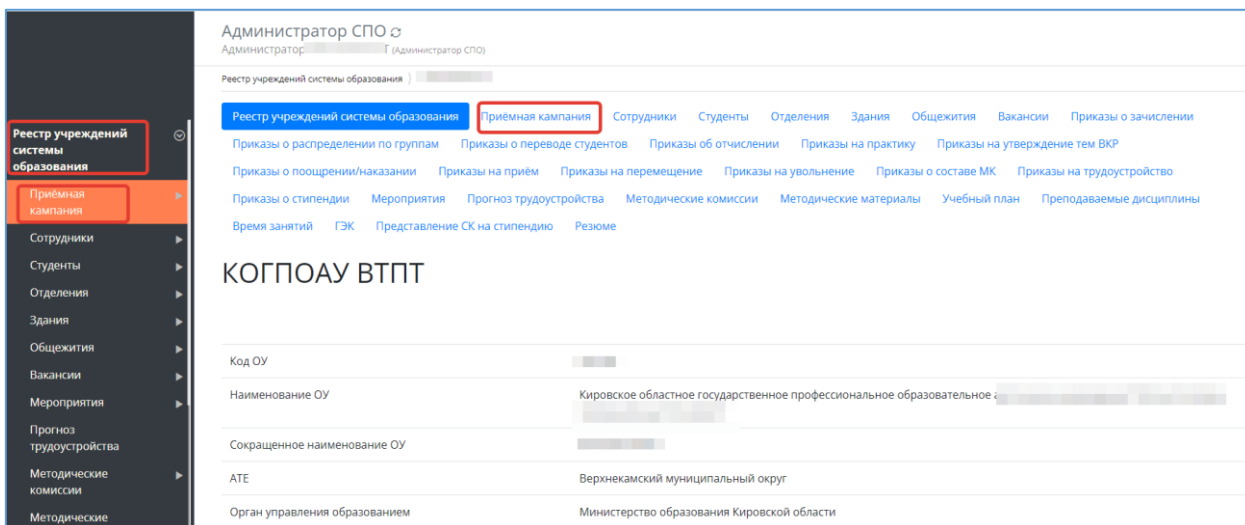 Администратор СПО
Администратор Т (Администратор СПО)
Реестр учреждений системы образования
Реестр учреждений системы образования Приёмная кампания Сотрудники Студенты Отделения Здания Общежития Вакансии Приказы о зачислении
Приказы о распределении по группам Приказы о переводе студентов Приказы об отчислении Приказы на практику Приказы на утверждение тем ВКР
Приказы о поощрении/наказании Приказы на приём Приказы на перемещение Приказы на увольнение Приказы о составе МК Приказы на трудоустройство
Приказы о стипендии Мероприятия Прогноз трудоустройства Методические комиссии Методические материалы Учебный план Преподаваемые дисциплины
Время занятий ГЭК Представление СК на стипендию Резюме
Реестр учреждений
системы
образования
Приёмная
кампания
Сотрудники
Студенты
Отделения
Здания
Общежития
Вакансии
Мероприятия
Прогноз
трудоустройства
Методические
комиссии
Методические
КОГПОАУ ВТПТ
Код ОУ
Наименование ОУ Кировское областное государственное профессиональное образовательное
Сокращенное наименование ОУ
АТЕ Верхнекамский муниципальный округ
Орган управления образованием Министерство образования Кировской области